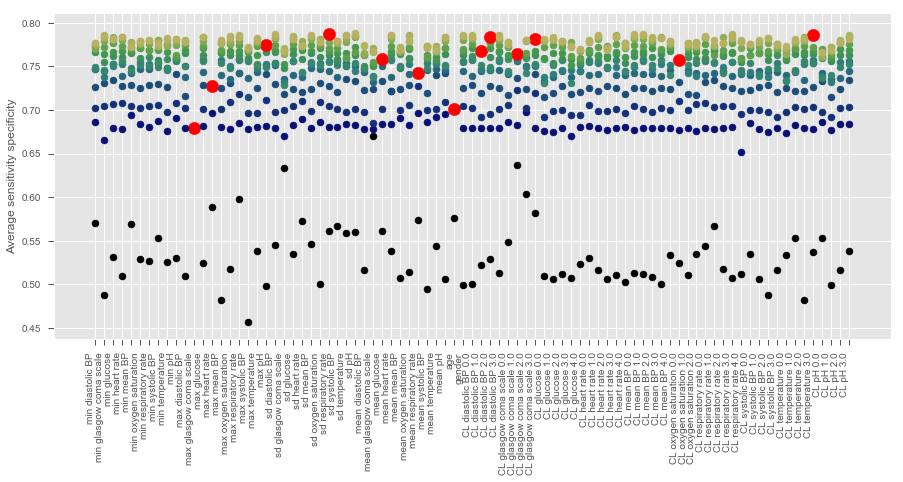 0.80
0.75
0.70
0.65
0.60
0.55
0.50
0.45
Average sensitivity specificity
min diastolic BP
min glasgow coma scale
min glucose
min heart rate
min mean BP
min oxygen saturation
min respiratory rate
min systolic BP
min temperature
min pH
max diastolic BP
max glasgow coma scale
max glucose
max heart rate
max mean BP
max oxygen saturation
max respiratory rate
max systolic BP
max temperature
max pH
sd diastolic BP
sd glasgow coma scale
sd glucose
sd heart rate
sd mean BP
sd oxygen saturation
sd respiratory rate
sd systolic BP
sd temperature
sd pH
mean diastolic BP
mean glasgow coma scale
mean glucose
mean heart rate
mean mean BP
mean oxygen saturation
mean respiratory rate
mean systolic BP
mean temperature
mean pH
age
gender
CL diastolic BP 0.0
CL diastolic BP 1.0
CL diastolic BP 2.0
CL diastolic BP 3.0
CL glasgow coma scale 0.0
CL glasgow coma scale 1.0
CL glasgow coma scale 2.0
CL glasgow coma scale 3.0
CL glucose 0.0
CL glucose 1.0
CL glucose 2.0
CL glucose 3.0
CL glucose 4.0
CL heart rate 0.0
CL heart rate 1.0
CL heart rate 2.0
CL heart rate 3.0
CL heart rate 4.0
CL mean BP 0.0
CL mean BP 1.0
CL mean BP 2.0
CL mean BP 3.0
CL mean BP 4.0
CL oxygen saturation 0.0
CL oxygen saturation 1.0
CL oxygen saturation 2.0
CL respiratory rate 0.0
CL respiratory rate 1.0
CL respiratory rate 2.0
CL respiratory rate 3.0
CL respiratory rate 4.0
CL systolic BP 0.0
CL systolic BP 1.0
CL systolic BP 2.0
CL systolic BP 3.0
CL temperature 0.0
CL temperature 1.0
CL temperature 2.0
CL temperature 3.0
CL pH 0.0
CL pH 1.0
CL pH 2.0
CL pH 3.0